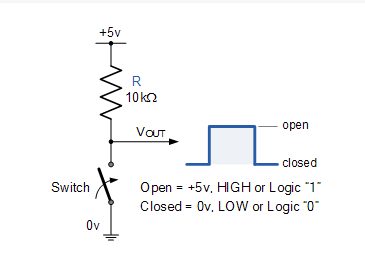 +5v
R
10kΩ
VOUT
open
closed
Switch
Open = +5v, HIGH or Logic "1"
Closed = 0v, LOW or Logic "0"
0v